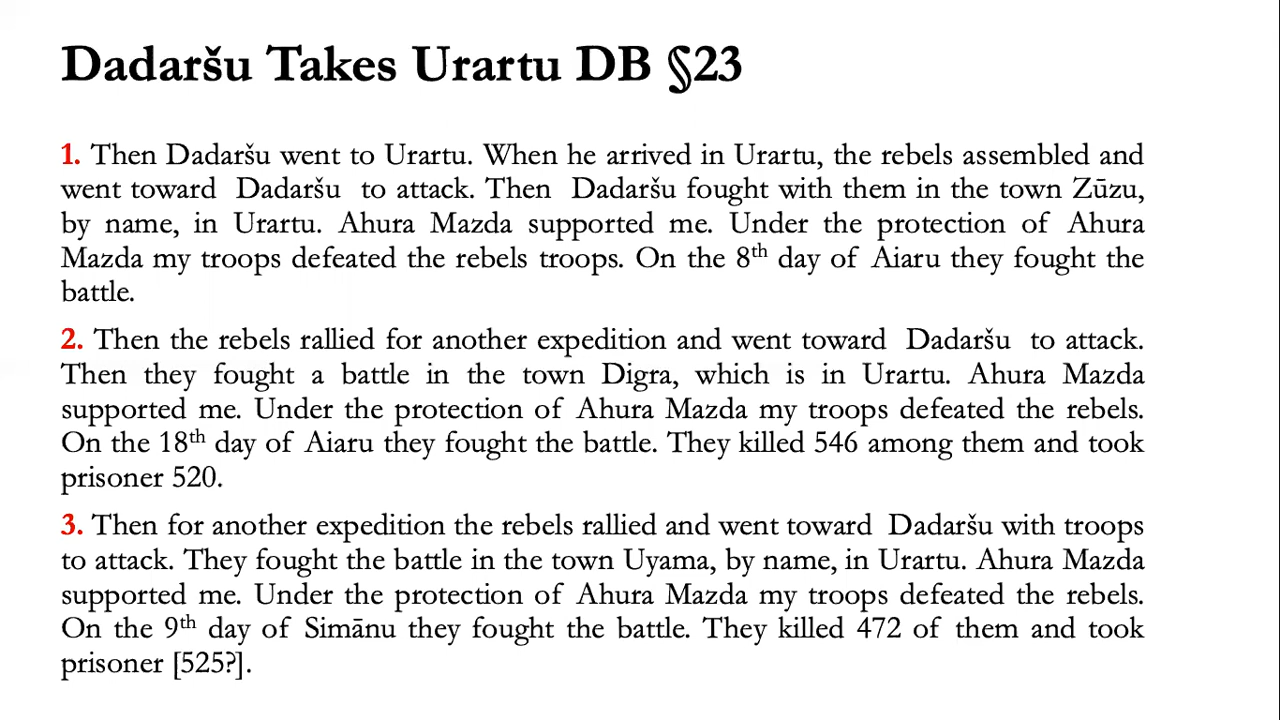 Dadaršu Takes Urartu DB §23
1. Then Dadaršu went to Urartu. When he arrived in Urartu, the rebels assembled and
went toward Dadaršu to attack. Then Dadaršu fought with them in the town Zūzu,
by name, in Urartu. Ahura Mazda supported me. Under the protection of Ahura
Mazda my troops defeated the rebels troops. On the 8th day of Aiaru they fought the
battle.
2. Then the rebels rallied for another expedition and went toward Dadaršu to attack.
Then they fought a battle in the town Digra, which is in Urartu. Ahura Mazda
supported me. Under the protection of Ahura Mazda my troops defeated the rebels.
On the 18th day of Aiaru they fought the battle. They killed 546 among them and took
prisoner 520.
3. Then for another expedition the rebels rallied and went toward Dadaršu with troops
to attack. They fought the battle in the town Uyama, by name, in Urartu. Ahura Mazda
supported me. Under the protection of Ahura Mazda my troops defeated the rebels.
On the 9th day of Simānu they fought the battle. They killed 472 of them and took
prisoner [525?].